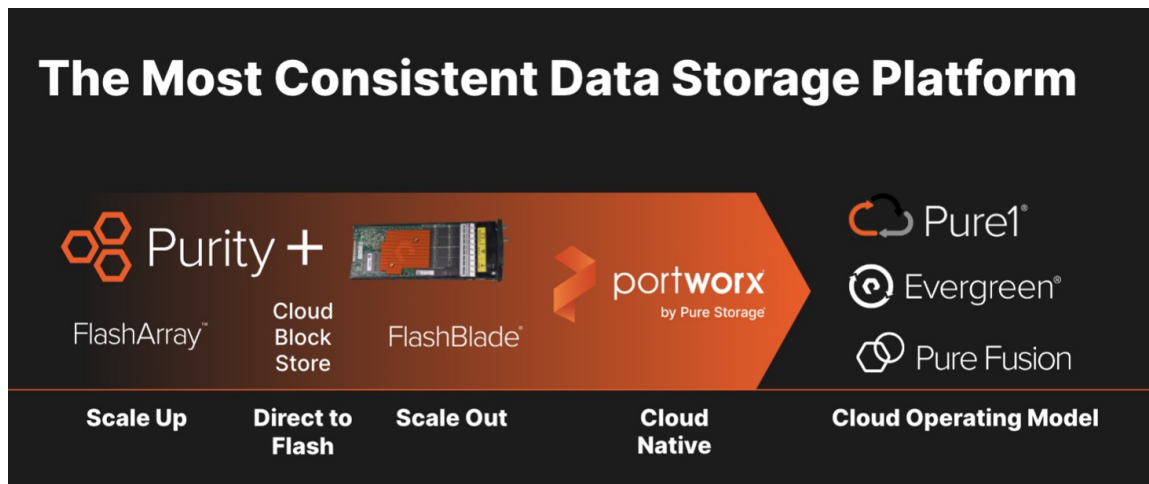 The Most Consistent Data Storage Platform
Purity +
FlashArray™
Cloud
Block
Store
FlashBlade®
portworx®
by Pure Storage®
Pure1®
Evergreen®
Pure Fusion
Scale Up
Direct to
Flash
Scale Out
Cloud
Native
Cloud Operating Model